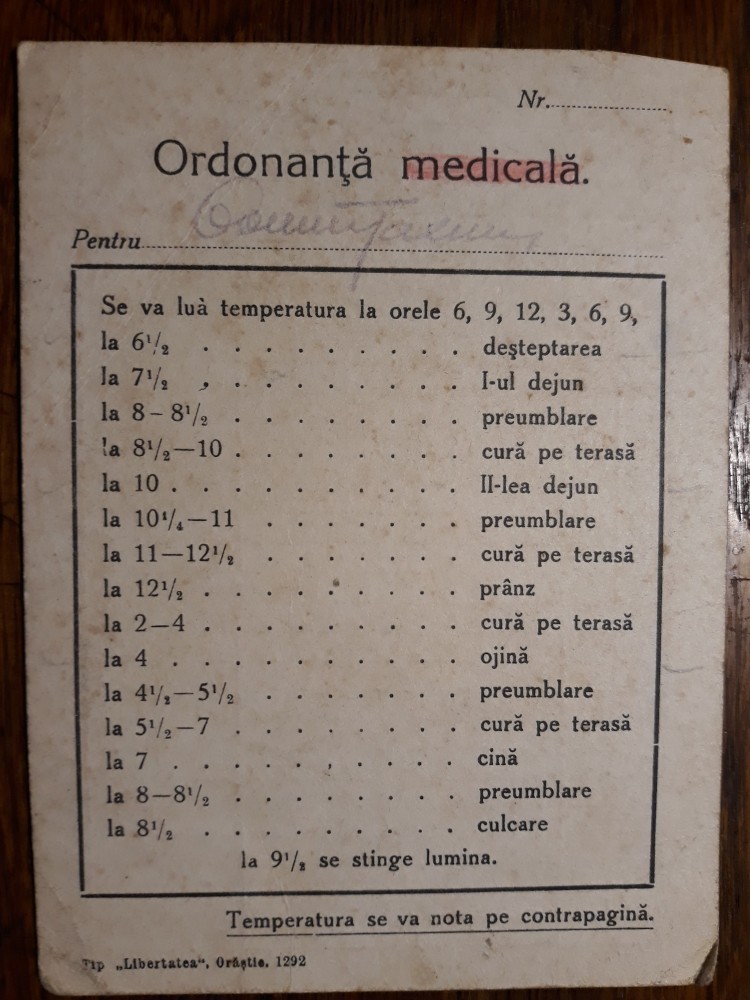 Nr.
Ordonanţă medicală.
Pentru
Se va luà temperatura la orele 6, 9, 12, 3, 6, 9,
la 6¹/₂ . . . . . . . . . deşteptarea
la 7¹/₂ . . . . . . . . . I-ul dejun
la 8 – 8¹/₂ . . . . . . . . preumblare
la 8¹/₂—10 . . . . . . . . cură pe terasă
la 10 . . . . . . . . . . II-lea dejun
la 10¹/₄—11 . . . . . . . preumblare
la 11—12¹/₂ . . . . . . . cură pe terasă
la 12¹/₂ . . . . . . . . . prânz
la 2—4 . . . . . . . . . cură pe terasă
la 4 . . . . . . . . . . ojină
la 4¹/₂—5¹/₂ . . . . . . . preumblare
la 5¹/₂—7 . . . . . . . . cură pe terasă
la 7 . . . . . . . . . . cină
la 8—8¹/₂ . . . . . . . . preumblare
la 8¹/₂ . . . . . . . . . culcare
la 9¹/₂ se stinge lumina.
Temperatura se va nota pe contrapagină.
Tip „Libertatea“, Orăştie. 1292